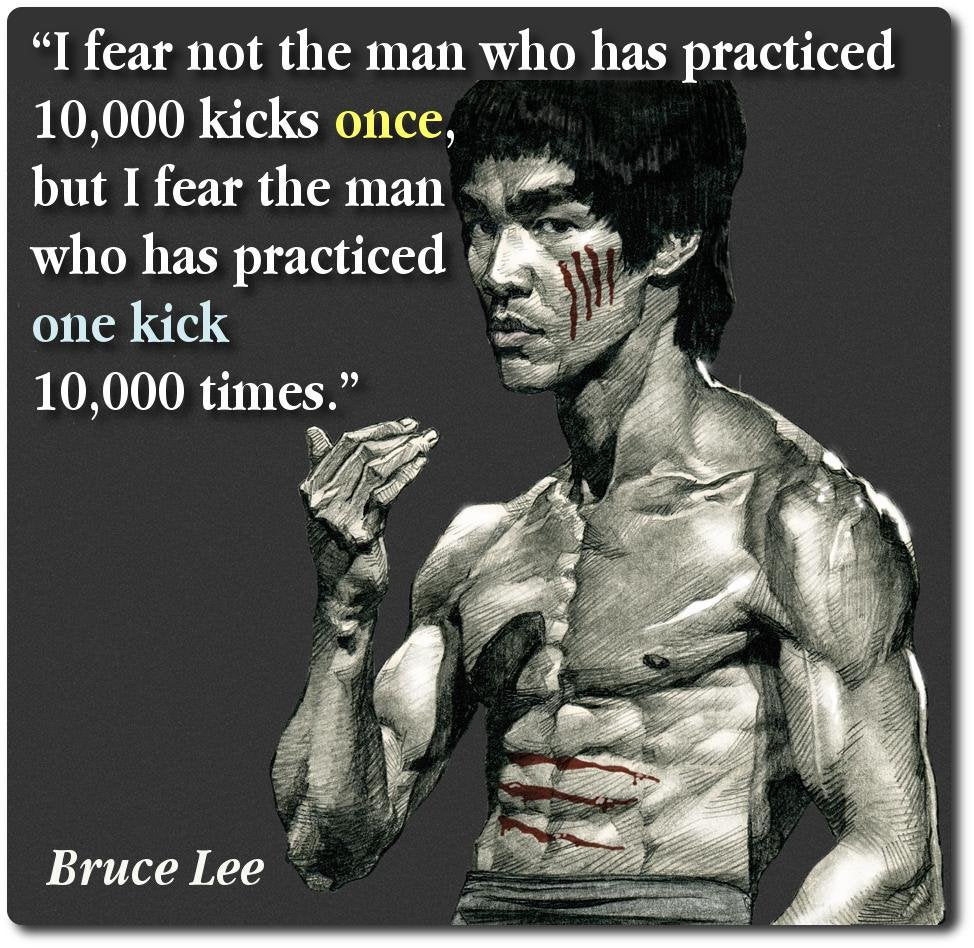 “I fear not the man who has practiced
10,000 kicks once,
but I fear the man
who has practiced
one kick
10,000 times.”
Bruce Lee